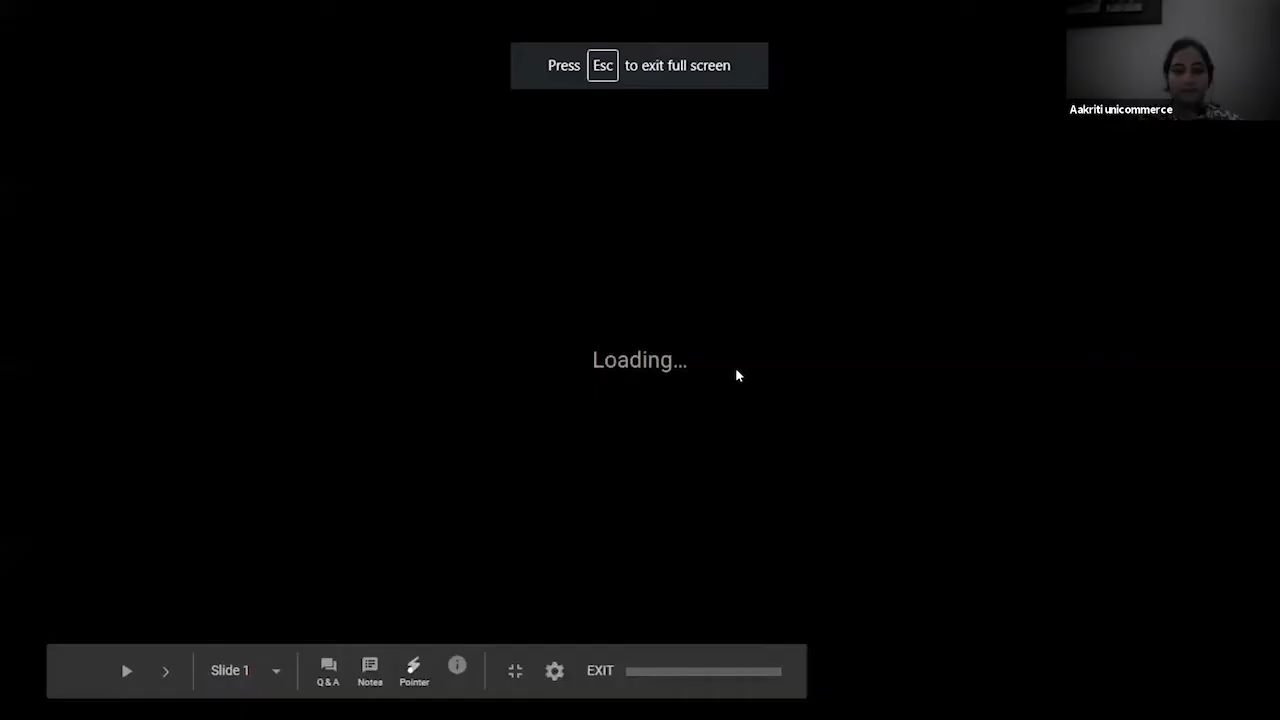 Press Esc to exit full screen
Aakriti unicommerce
Loading...
Slide 1
Q & A
Notes
Pointer
EXIT